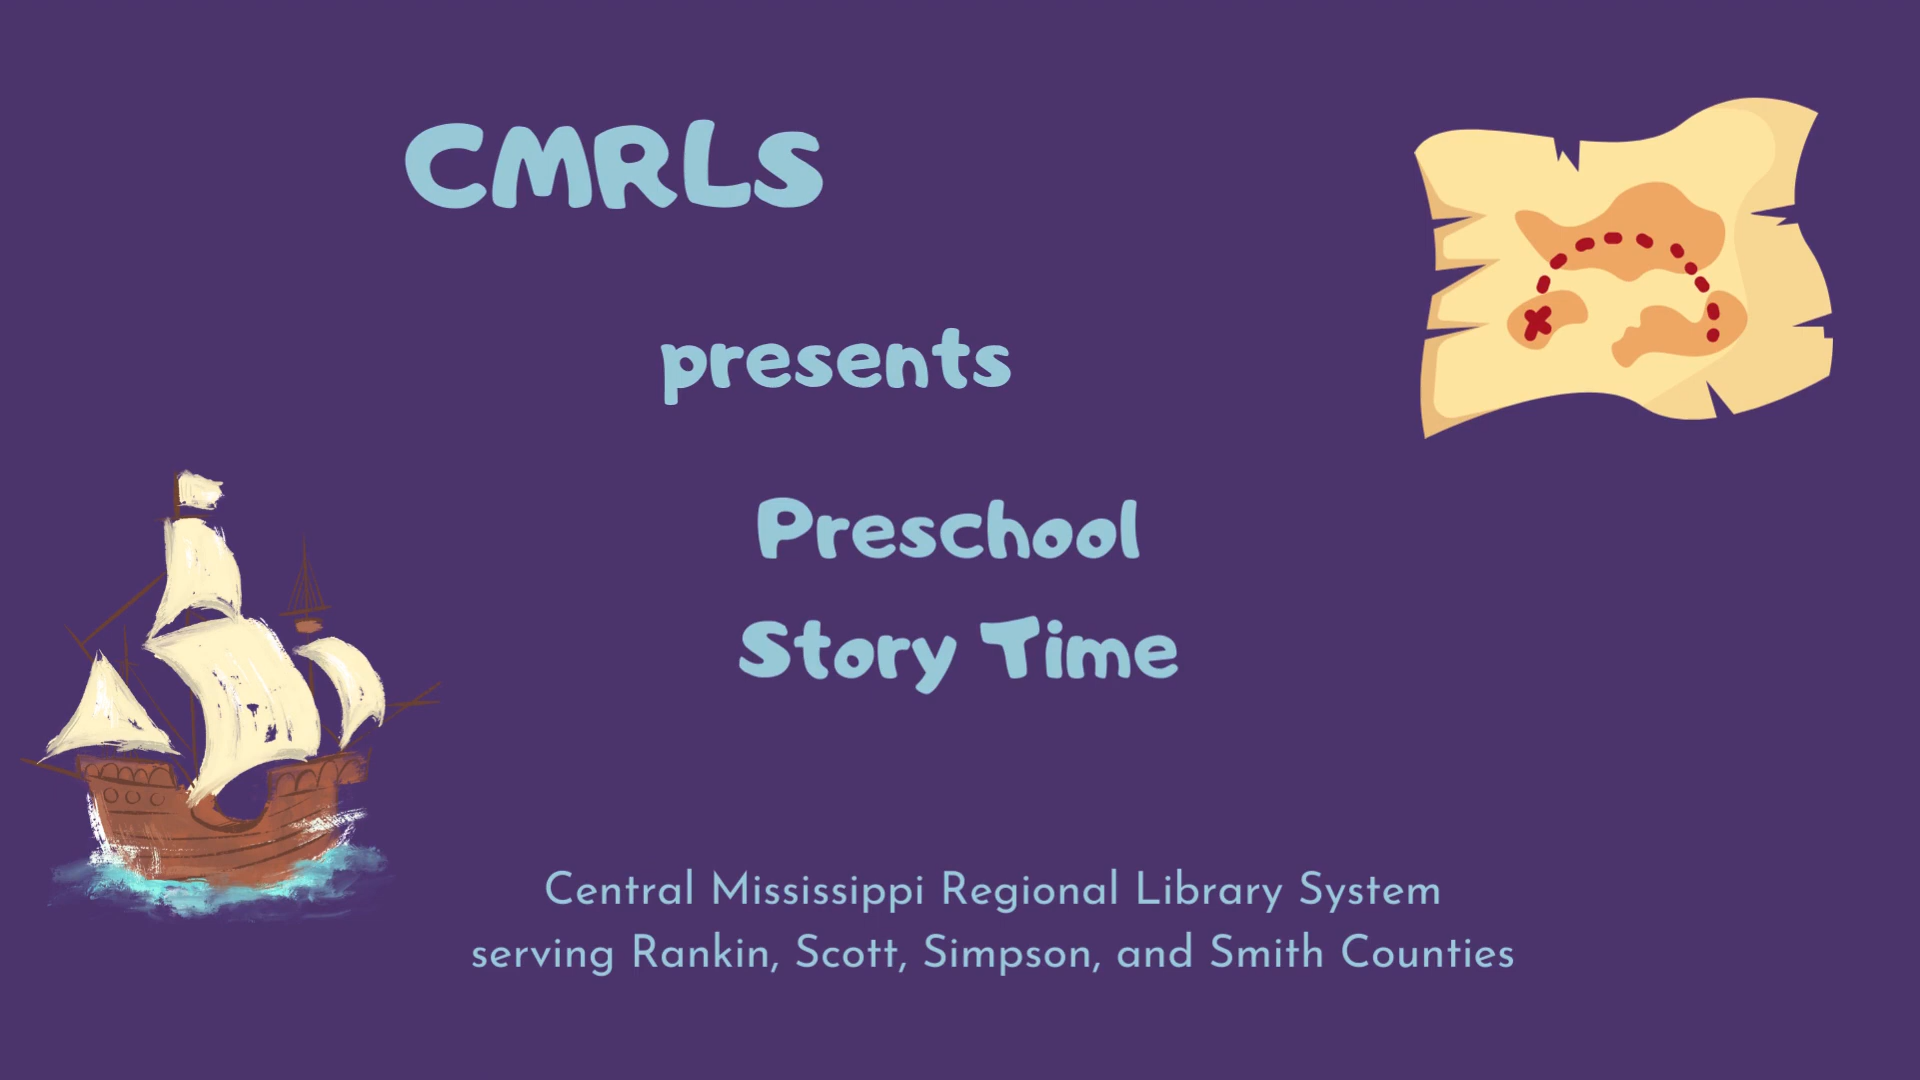 CMRLS
presents
Preschool
Story Time
Central Mississippi Regional Library System
serving Rankin, Scott, Simpson, and Smith Counties